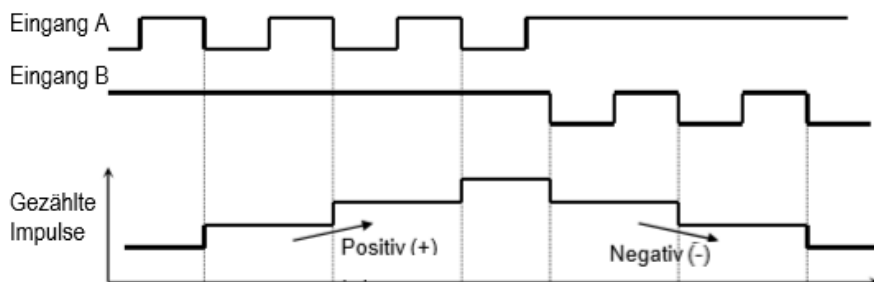 Eingang A
Eingang B
Gezählte
Impulse
Positiv (+)
Negativ (-)